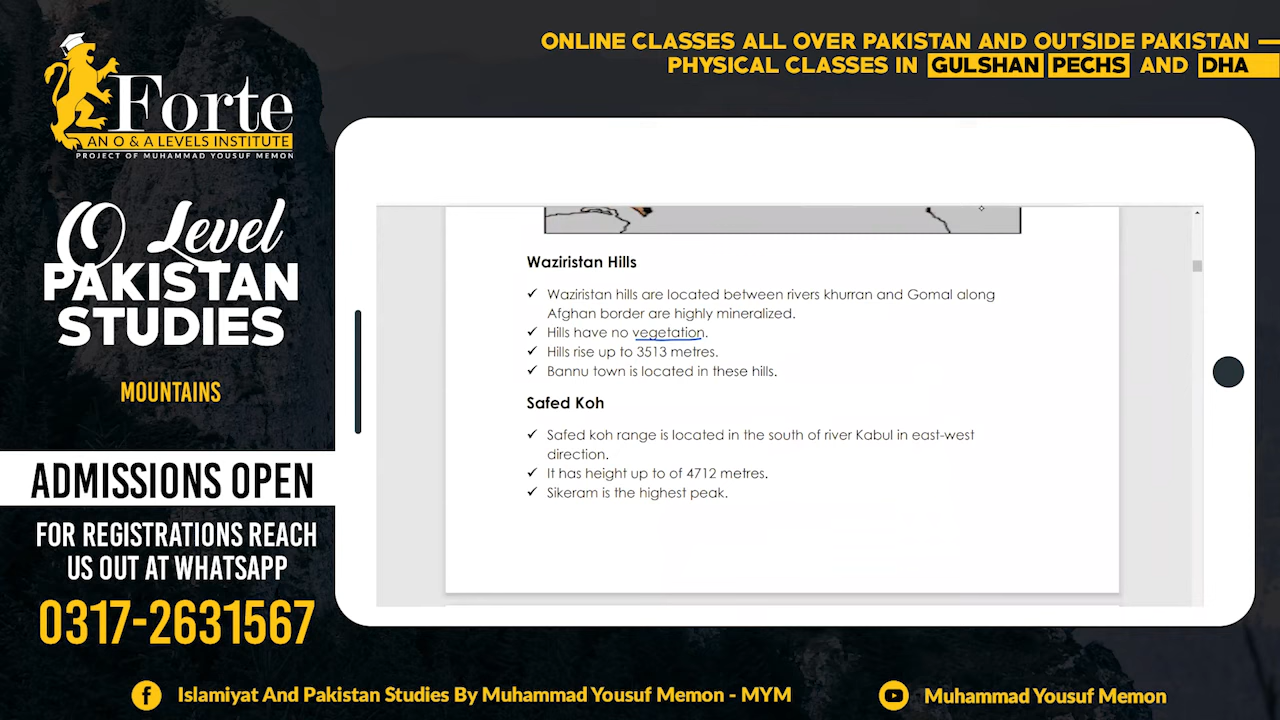 Forte
AN O & A LEVELS INSTITUTE
PROJECT OF MUHAMMAD YOUSUF MEMON
ONLINE CLASSES ALL OVER PAKISTAN AND OUTSIDE PAKISTAN
PHYSICAL CLASSES IN GULSHAN PECHS AND DHA
O Level
PAKISTAN
STUDIES
MOUNTAINS
ADMISSIONS OPEN
FOR REGISTRATIONS REACH
US OUT AT WHATSAPP
0317-2631567
Waziristan Hills
✓ Waziristan hills are located between rivers khurran and Gomal along
Afghan border are highly mineralized.
✓ Hills have no vegetation.
✓ Hills rise up to 3513 metres.
✓ Bannu town is located in these hills.
Safed Koh
✓ Safed koh range is located in the south of river Kabul in east-west
direction.
✓ It has height up to of 4712 metres.
✓ Sikeram is the highest peak.
Islamiyat And Pakistan Studies By Muhammad Yousuf Memon - MYM
Muhammad Yousuf Memon